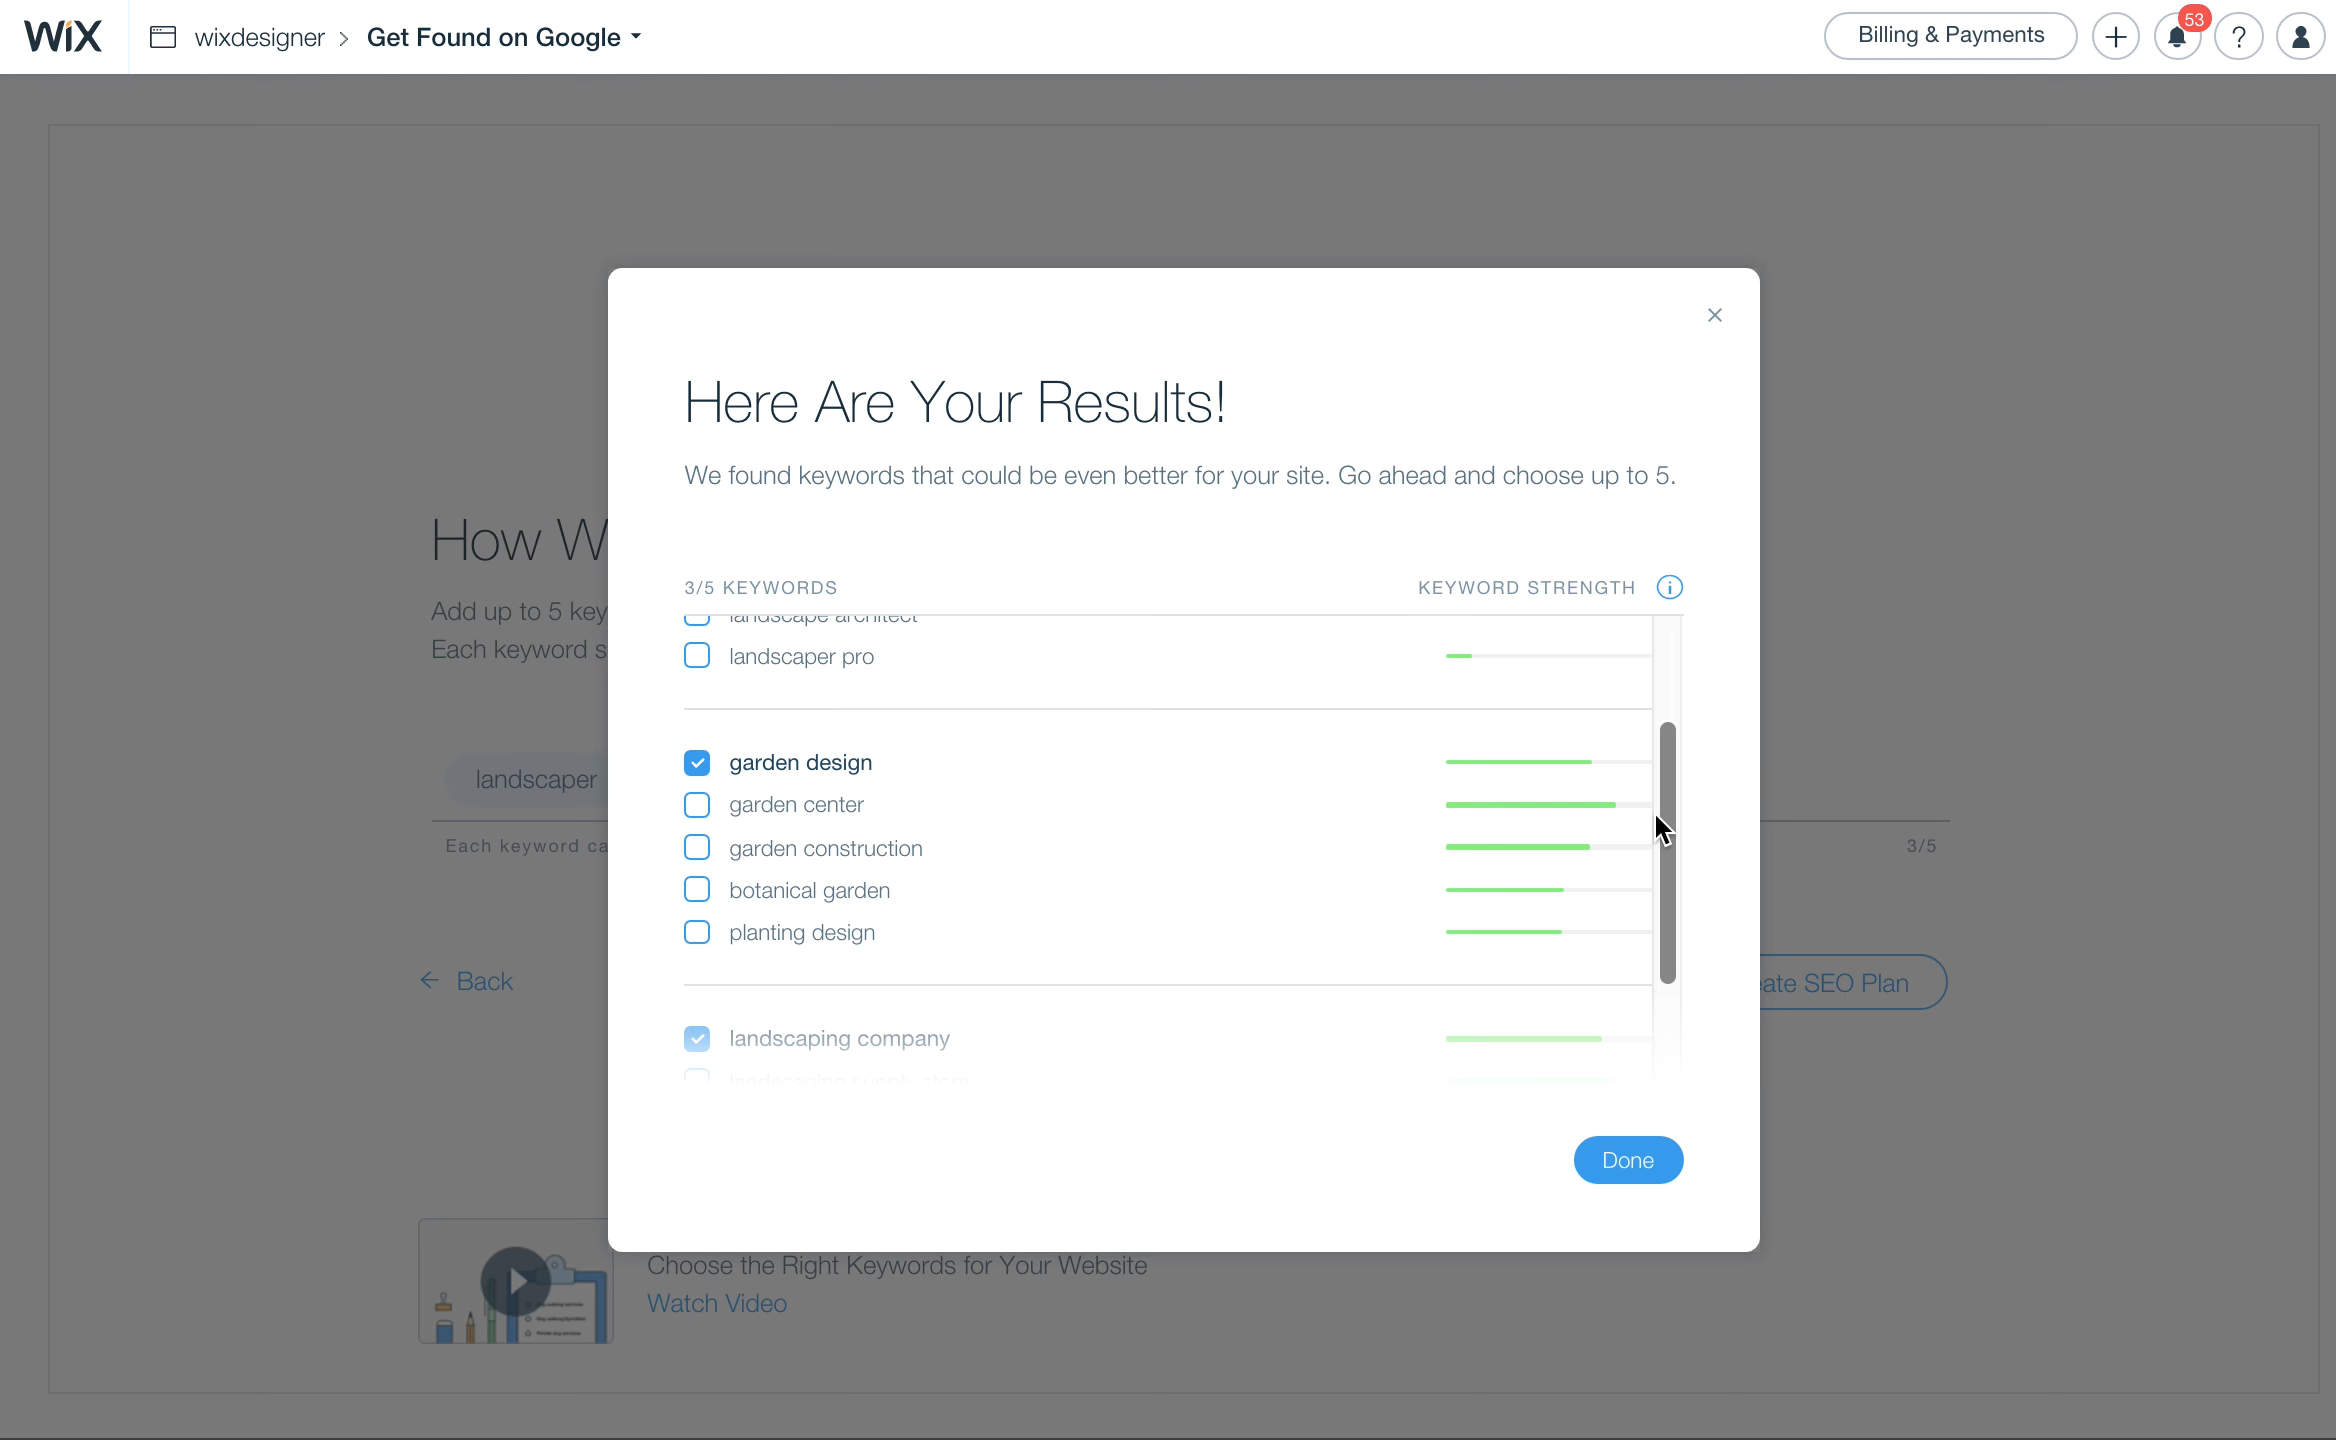 WiX
wixdesigner > Get Found on Google
Billing & Payments
53
?
Here Are Your Results!
We found keywords that could be even better for your site. Go ahead and choose up to 5.
How W
Add up to 5 key
Each keyword s
3/5 KEYWORDS
KEYWORD STRENGTH
landscape architect
landscaper pro
garden design
garden center
garden construction
botanical garden
planting design
landscaping company
landscaping supply store
landscaper
Each keyword ca
3/5
Back
eate SEO Plan
Done
Choose the Right Keywords for Your Website
Watch Video